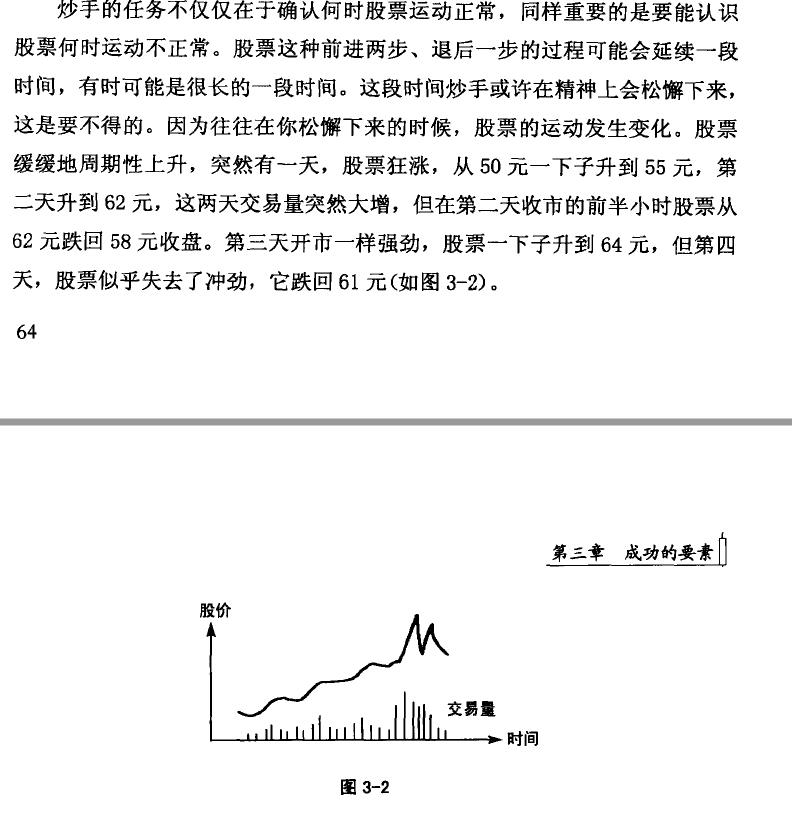 炒手的任务不仅仅在于确认何时股票运动正常，同样重要的是要能认识
股票何时运动不正常。股票这种前进两步、退后一步的过程可能会延续一段
时间，有时可能是很长的一段时间。这段时间炒手或许在精神上会松懈下来，
这是要不得的。因为往往在你松懈下来的时候，股票的运动发生变化。股票
缓缓地周期性上升，突然有一天，股票狂涨，从 50 元一下子升到 55 元，第
二天升到 62 元，这两天交易量突然大增，但在第二天收市的前半小时股票从
62 元跌回 58 元收盘。第三天开市一样强劲，股票一下子升到 64 元，但第四
天，股票似乎失去了冲劲，它跌回 61 元(如图 3-2)。
64
第三章 成功的要素
股价
交易量
时间
图 3-2